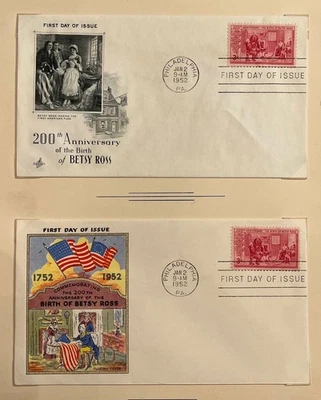 FIRST DAY OF ISSUE
BETSY ROSS MAKING THE
FIRST AMERICAN FLAG
200th Anniversary
of the Birth
of BETSY ROSS
PHILADELPHIA
JAN 2
9-AM
1952
PA.
FIRST DAY OF ISSUE
FIRST DAY OF ISSUE
1752 1952
COMMEMORATING
THE 200TH
ANNIVERSARY OF THE
BIRTH OF BETSY ROSS
PHILADELPHIA
JAN 2
9-AM
1952
PA.
FIRST DAY OF ISSUE